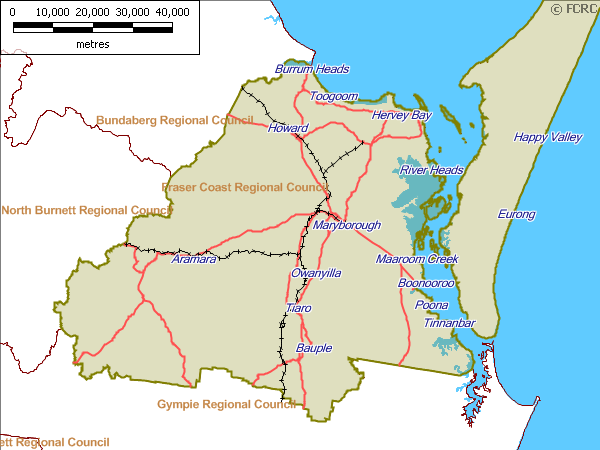 0 10,000 20,000 30,000 40,000
metres
© FCRC
Burrum Heads
Toogoom
Hervey Bay
Bundaberg Regional Council
Howard
Happy Valley
River Heads
Fraser Coast Regional Council
North Burnett Regional Council
Eurong
Maryborough
Aramara
Maaroom Creek
Owanyilla
Boonooroo
Poona
Tiaro
Tinnanbar
Bauple
Gympie Regional Council
ett Regional Council